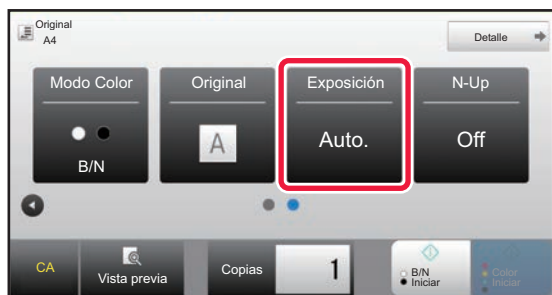 Original
A4
Detalle
Modo Color
Original
Exposición
N-Up
A
B/N
Auto.
Off
CA
Vista previa
Copias
1
B/N
Iniciar
Color
Iniciar